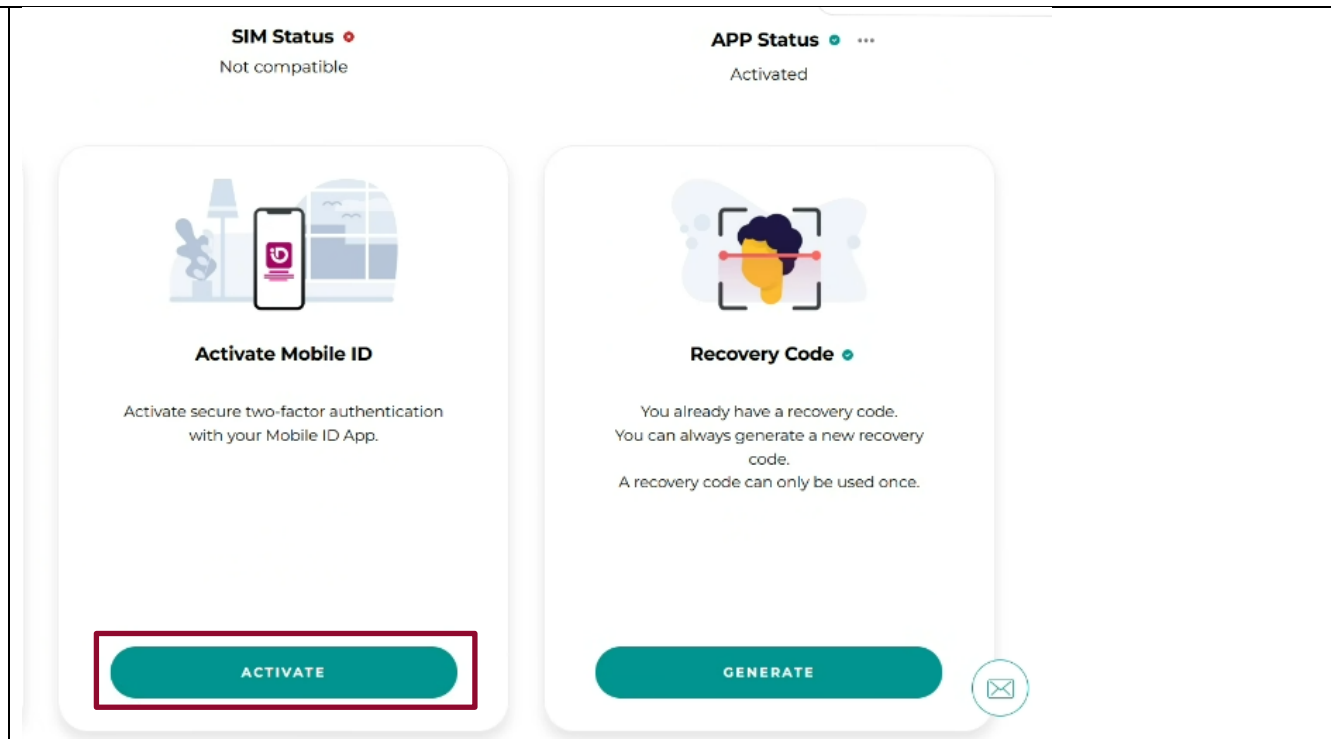 SIM Status
Not compatible
APP Status
Activated
iD
Activate Mobile ID
Activate secure two-factor authentication
with your Mobile ID App.
ACTIVATE
Recovery Code
You already have a recovery code.
You can always generate a new recovery
code.
A recovery code can only be used once.
GENERATE